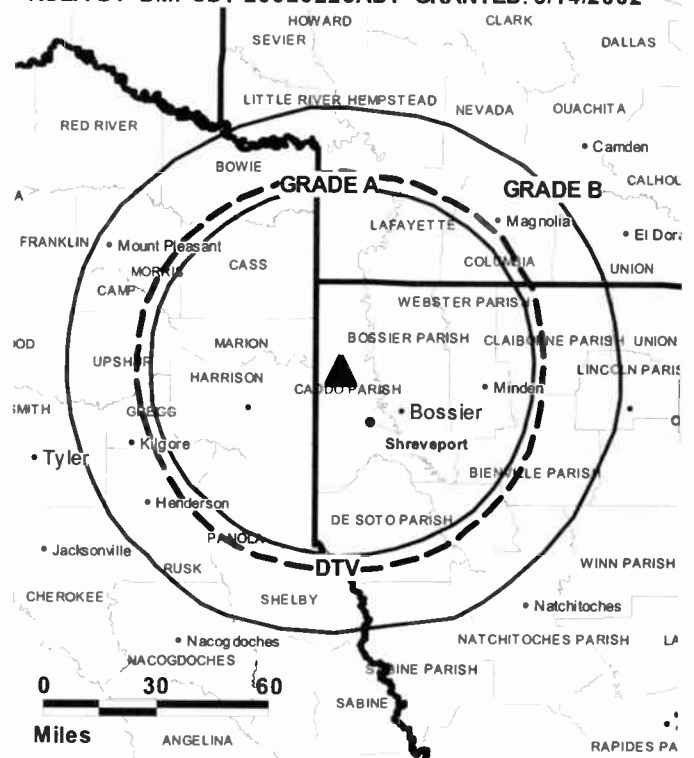 HOWARD
CLARK
SEVIER
DALLAS
LITTLE RIVER HEMPSTEAD
NEVADA
OUACHITA
RED RIVER
Camden
BOWIE
CALHOU
GRADE A
GRADE B
A
LAFAYETTE
Magnolia
FRANKLIN
Mount Pleasant
El Dora
MORRIS
CASS
COLUMBIA
UNION
CAMP
WEBSTER PARISH
OOD
MARION
BOSSIER PARISH
CLAIBORNE PARISH
UNION
UPSHUR
HARRISON
LINCOLN PARIS
CADDO PARISH
Minden
SMITH
GREGG
Bossier
Kilgore
Shreveport
Tyler
BIENVILLE PARISH
Henderson
DE SOTO PARISH
PANOLA
Jacksonville
DTV
RUSK
WINN PARISH
CHEROKEE
SHELBY
Natchitoches
Nacogdoches
NATCHITOCHES PARISH
LA
NACOGDOCHES
SABINE PARISH
0 30 60
SABINE
Miles
ANGELINA
RAPIDES PA